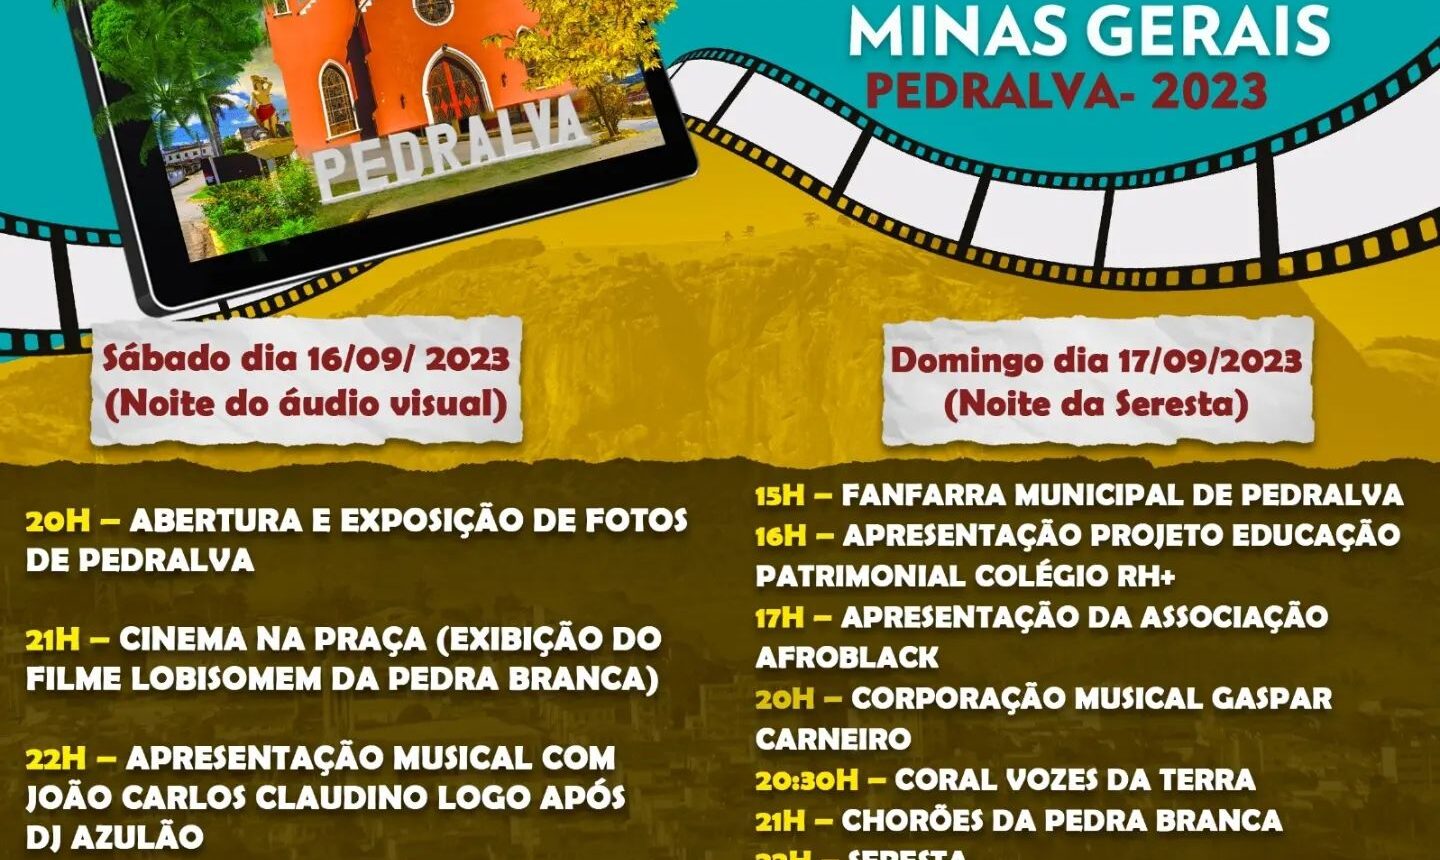 MINAS GERAIS
PEDRALVA- 2023
PEDRALVA
Sábado dia 16/09/ 2023
(Noite do áudio visual)
20H – ABERTURA E EXPOSIÇÃO DE FOTOS
DE PEDRALVA
21H – CINEMA NA PRAÇA (EXIBIÇÃO DO
FILME LOBISOMEM DA PEDRA BRANCA)
22H – APRESENTAÇÃO MUSICAL COM
JOÃO CARLOS CLAUDINO LOGO APÓS
DJ AZULÃO
Domingo dia 17/09/2023
(Noite da Seresta)
15H – FANFARRA MUNICIPAL DE PEDRALVA
16H – APRESENTAÇÃO PROJETO EDUCAÇÃO
PATRIMONIAL COLÉGIO RH+
17H – APRESENTAÇÃO DA ASSOCIAÇÃO
AFROBLACK
20H – CORPORAÇÃO MUSICAL GASPAR
CARNEIRO
20:30H – CORAL VOZES DA TERRA
21H – CHORÕES DA PEDRA BRANCA
22H – SERESTA